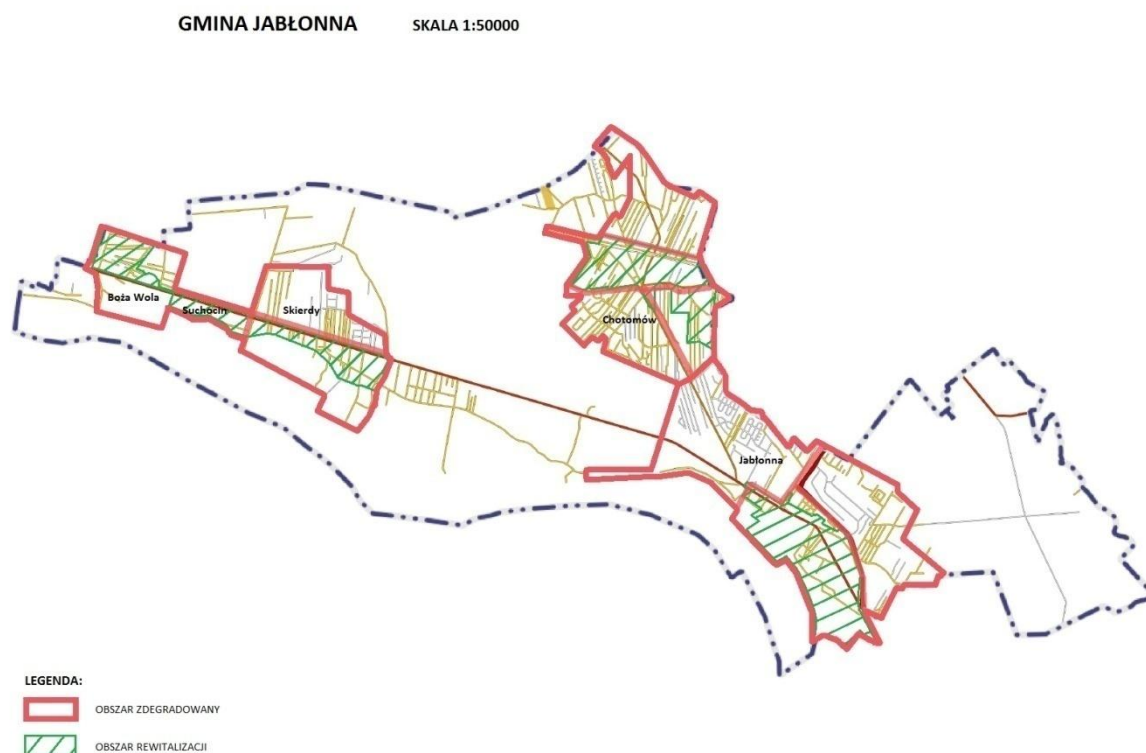 GMINA JABŁONNA SKALA 1:50000
Boża Wola
Suchocin
Skierdy
Chotomów
Jabłonna
LEGENDA:
OBSZAR ZDEGRADOWANY
OBSZAR REWITALIZACJI